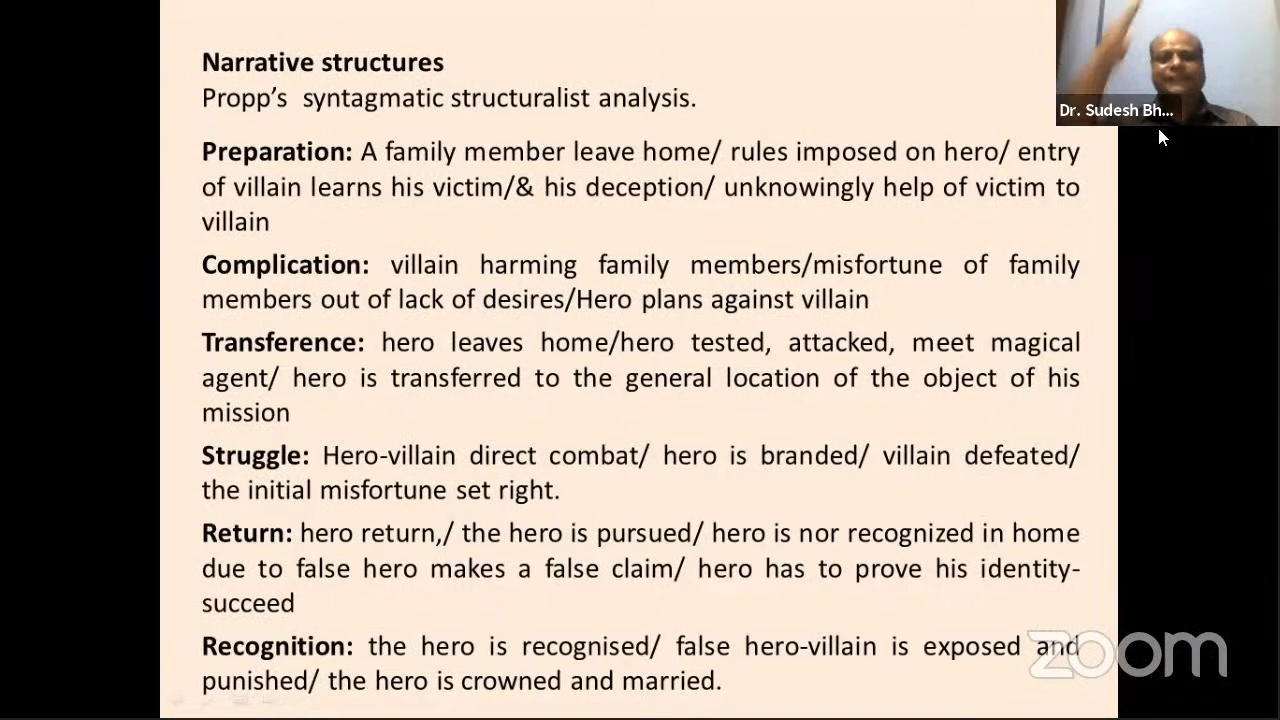 Narrative structures
Propp's syntagmatic structuralist analysis.
Preparation: A family member leave home/ rules imposed on hero/ entry
of villain learns his victim/& his deception/ unknowingly help of victim to
villain
Complication: villain harming family members/misfortune of family
members out of lack of desires/Hero plans against villain
Transference: hero leaves home/hero tested, attacked, meet magical
agent/ hero is transferred to the general location of the object of his
mission
Struggle: Hero-villain direct combat/ hero is branded/ villain defeated/
the initial misfortune set right.
Return: hero return,/ the hero is pursued/ hero is nor recognized in home
due to false hero makes a false claim/ hero has to prove his identity-
succeed
Recognition: the hero is recognised/ false hero-villain is exposed and
punished/ the hero is crowned and married.
Dr. Sudesh Bh...
zoom